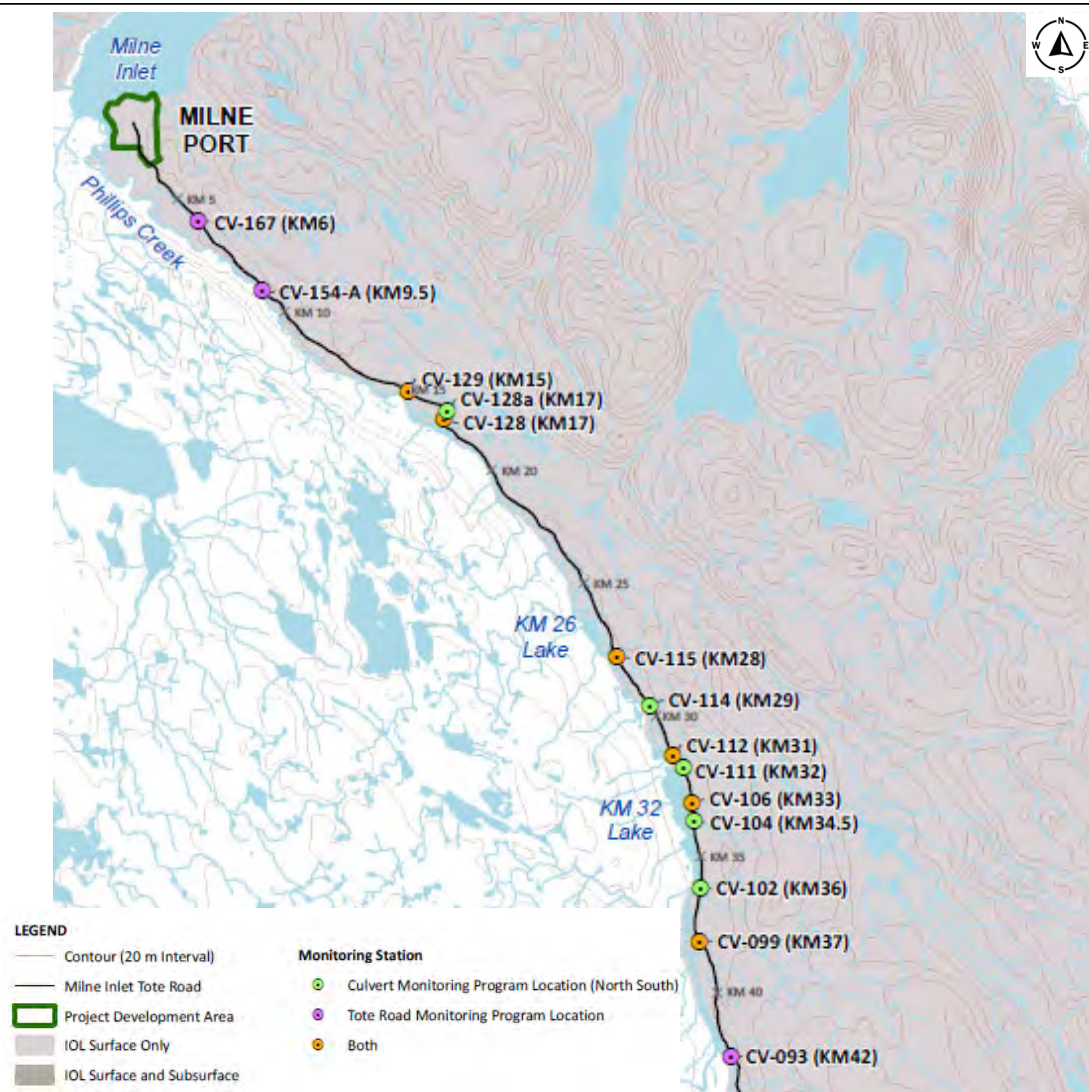 N
W E
S
Milne
Inlet
MILNE
PORT
KM 5
Phillips Creek
CV-167 (KM6)
CV-154-A (KM9.5)
KM 10
CV-129 (KM15)
KM 15
CV-128a (KM17)
CV-128 (KM17)
KM 20
KM 25
KM 26
Lake
CV-115 (KM28)
CV-114 (KM29)
KM 30
CV-112 (KM31)
CV-111 (KM32)
KM 32
Lake
CV-106 (KM33)
CV-104 (KM34.5)
KM 35
CV-102 (KM36)
CV-099 (KM37)
KM 40
CV-093 (KM42)
LEGEND
Contour (20 m Interval)
Milne Inlet Tote Road
Project Development Area
IOL Surface Only
IOL Surface and Subsurface
Monitoring Station
Culvert Monitoring Program Location (North South)
Tote Road Monitoring Program Location
Both